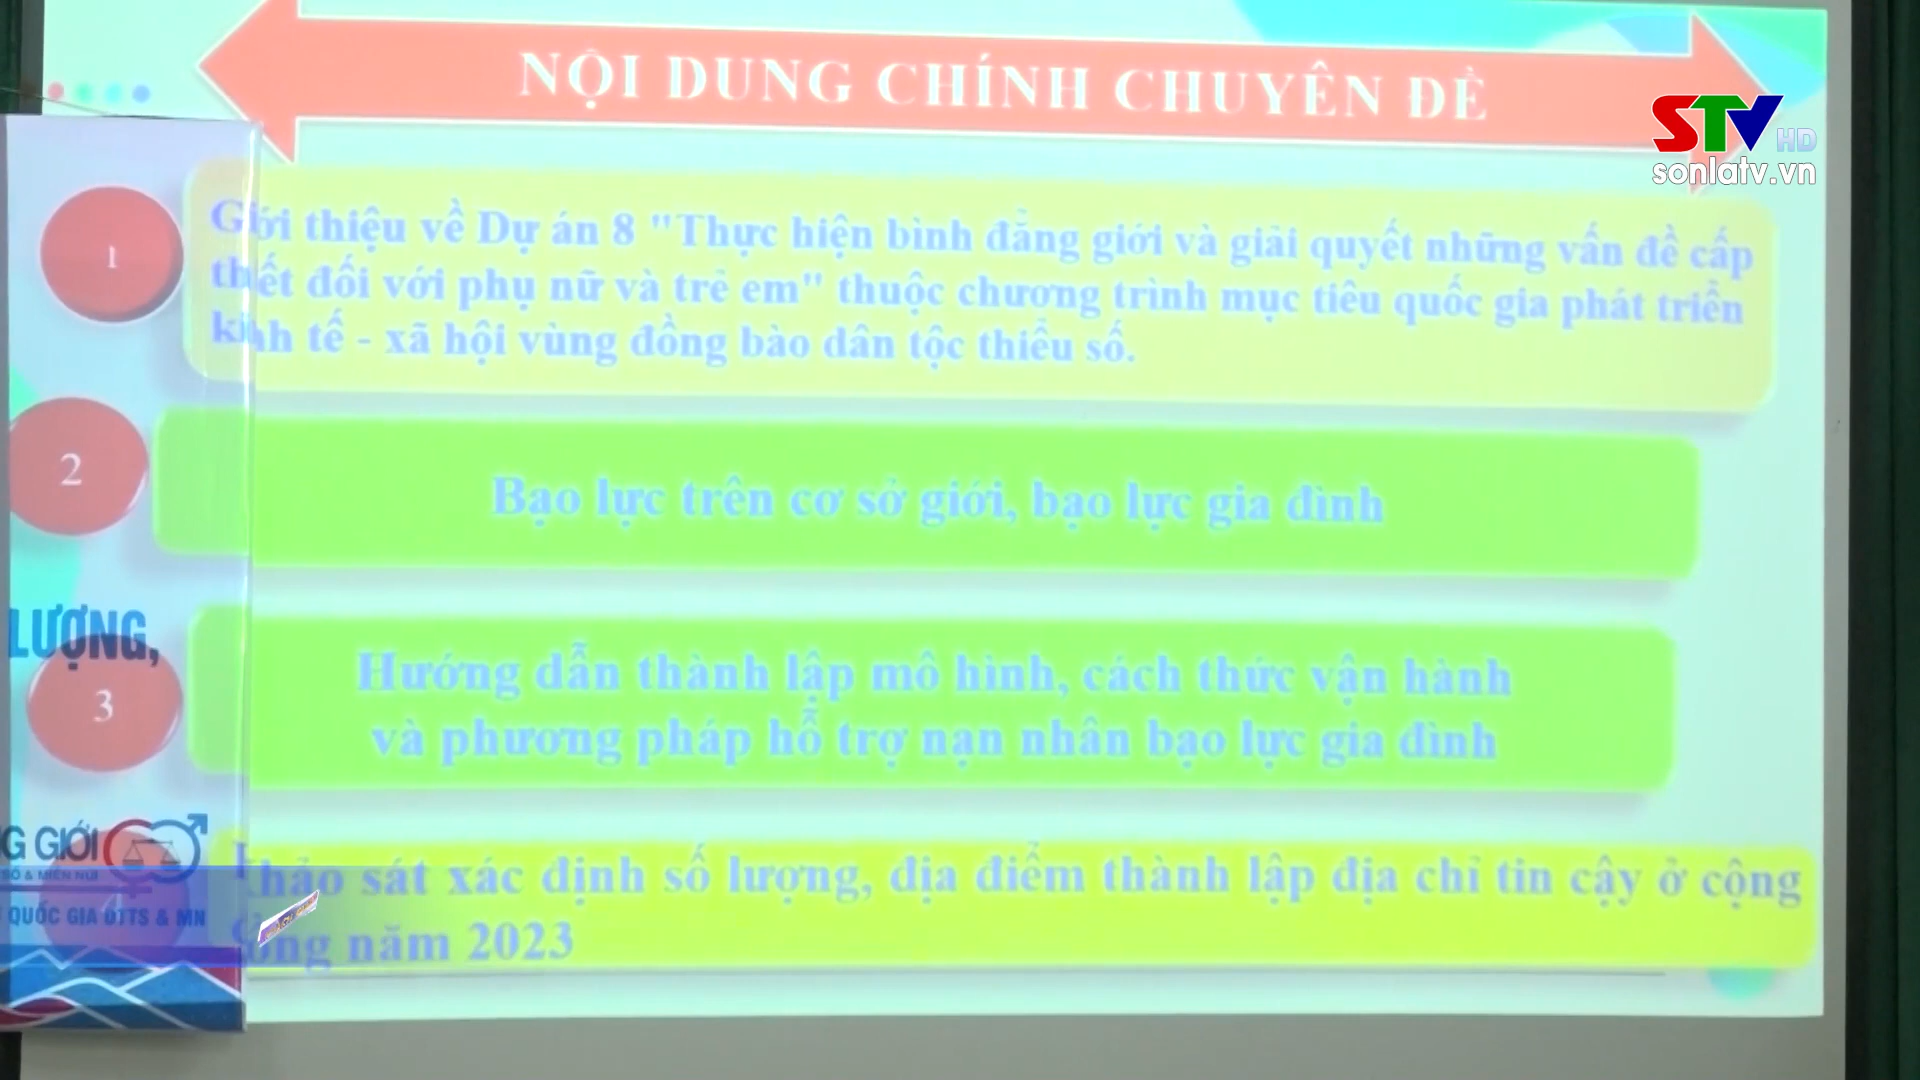 NỘI DUNG CHÍNH CHUYÊN ĐỀ
STV HD
sonlatv.vn
1
Giới thiệu về Dự án 8 "Thực hiện bình đẳng giới và giải quyết những vấn đề cấp
thiết đối với phụ nữ và trẻ em" thuộc chương trình mục tiêu quốc gia phát triển
kinh tế - xã hội vùng đồng bào dân tộc thiểu số.
2
Bạo lực trên cơ sở giới, bạo lực gia đình
LƯỢNG,
3
Hướng dẫn thành lập mô hình, cách thức vận hành
và phương pháp hỗ trợ nạn nhân bạo lực gia đình
NG GIỚI
SỐ & MIỀN NÚI
QUỐC GIA DTTS & MN
4
Khảo sát xác định số lượng, địa điểm thành lập địa chỉ tin cậy ở cộng
đồng năm 2023